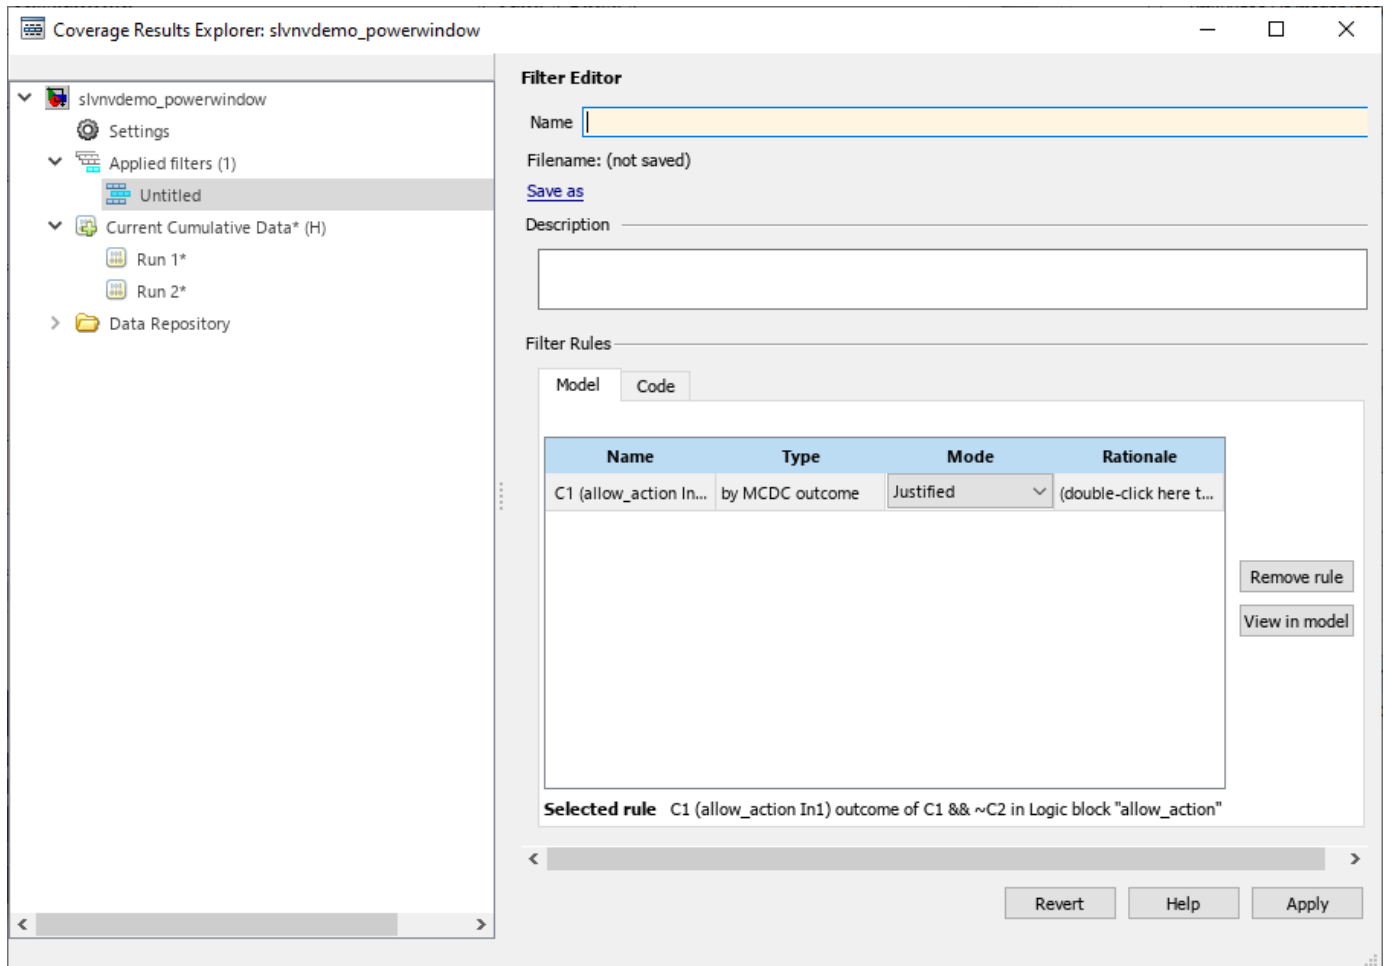 Coverage Results Explorer: slvnvdemo_powerwindow
slvnvdemo_powerwindow
Settings
Applied filters (1)
Untitled
Current Cumulative Data* (H)
Run 1*
Run 2*
Data Repository
Filter Editor
Name
Filename: (not saved)
Save as
Description
Filter Rules
Model Code
Name Type Mode Rationale
C1 (allow_action In... by MCDC outcome Justified (double-click here t...
Remove rule
View in model
Selected rule C1 (allow_action In1) outcome of C1 && ~C2 in Logic block "allow_action"
Revert Help Apply